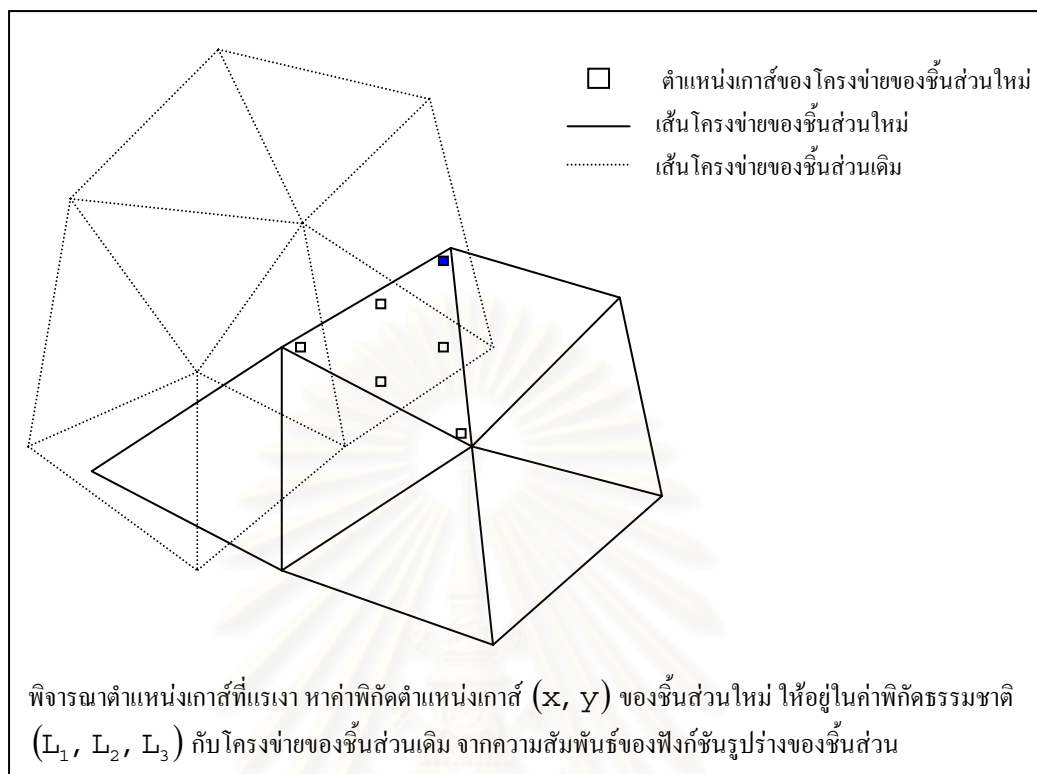 ตำแหน่งเกาส์ของโครงข่ายของชิ้นส่วนใหม่
เส้นโครงข่ายของชิ้นส่วนใหม่
เส้นโครงข่ายของชิ้นส่วนเดิม
พิจารณาตำแหน่งเกาส์ที่แรเงา หาค่าพิกัดตำแหน่งเกาส์ (x, y) ของชิ้นส่วนใหม่ ให้อยู่ในค่าพิกัดธรรมชาติ
(L₁, L₂, L₃) กับโครงข่ายของชิ้นส่วนเดิม จากความสัมพันธ์ของฟังก์ชันรูปร่างของชิ้นส่วน